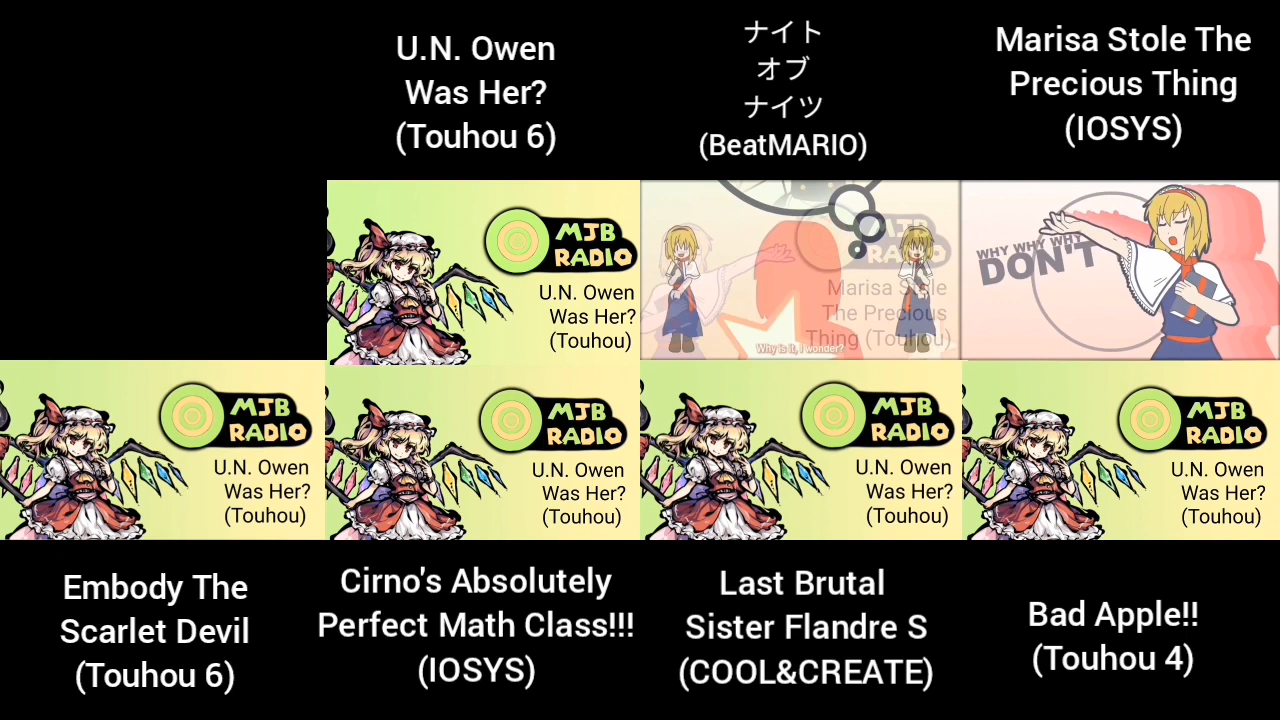 U.N. Owen
Was Her?
(Touhou 6)
ナイト
オブ
ナイツ
(BeatMARIO)
Marisa Stole The
Precious Thing
(IOSYS)
MJB
RADIO
U.N. Owen
Was Her?
(Touhou)
MJB
RADIO
Marisa Stole
The Precious
Thing (Touhou)
Why is it, I wonder?
WHY WHY WHY
DON'T
MJB
RADIO
U.N. Owen
Was Her?
(Touhou)
MJB
RADIO
U.N. Owen
Was Her?
(Touhou)
MJB
RADIO
U.N. Owen
Was Her?
(Touhou)
MJB
RADIO
U.N. Owen
Was Her?
(Touhou)
Embody The
Scarlet Devil
(Touhou 6)
Cirno's Absolutely
Perfect Math Class!!!
(IOSYS)
Last Brutal
Sister Flandre S
(COOL&CREATE)
Bad Apple!!
(Touhou 4)